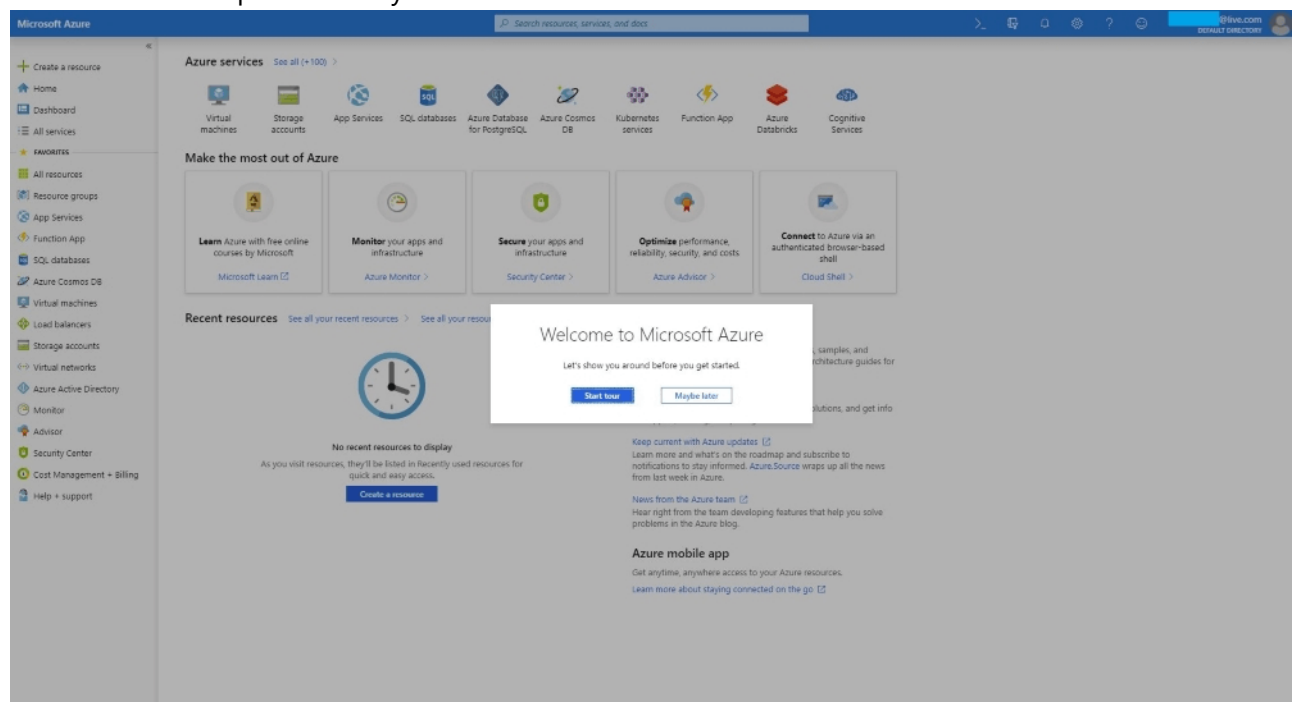 Microsoft Azure
Search resources, services, and docs
@live.com
DEFAULT DIRECTORY
Create a resource
Home
Dashboard
All services
FAVORITES
All resources
Resource groups
App Services
Function App
SQL databases
Azure Cosmos DB
Virtual machines
Load balancers
Storage accounts
Virtual networks
Azure Active Directory
Monitor
Advisor
Security Center
Cost Management + Billing
Help + support
Azure services See all (+100) >
Virtual
machines
Storage
accounts
App Services
SQL databases
Azure Database
for PostgreSQL
Azure Cosmos
DB
Kubernetes
services
Function App
Azure
Databricks
Cognitive
Services
Make the most out of Azure
Learn Azure with free online
courses by Microsoft
Microsoft Learn
Monitor your apps and
infrastructure
Azure Monitor >
Secure your apps and
infrastructure
Security Center >
Optimize performance,
reliability, security, and costs
Azure Advisor >
Connect to Azure via an
authenticated browser-based
shell
Cloud Shell >
Recent resources See all your recent resources > See all your
No recent resources to display
As you visit resources, they'll be listed in Recently used resources for
quick and easy access.
Create a resource
Welcome to Microsoft Azure
Let's show you around before you get started.
Start tour
Maybe later
samples, and
guides for
and get info
Keep current with Azure updates
Learn more and what's on the roadmap and subscribe to
notifications to stay informed. Azure.Source wraps up all the news
from last week in Azure.
News from the Azure team
Hear right from the team developing features that help you solve
problems in the Azure blog.
Azure mobile app
Get anytime, anywhere access to your Azure resources.
Learn more about staying connected on the go